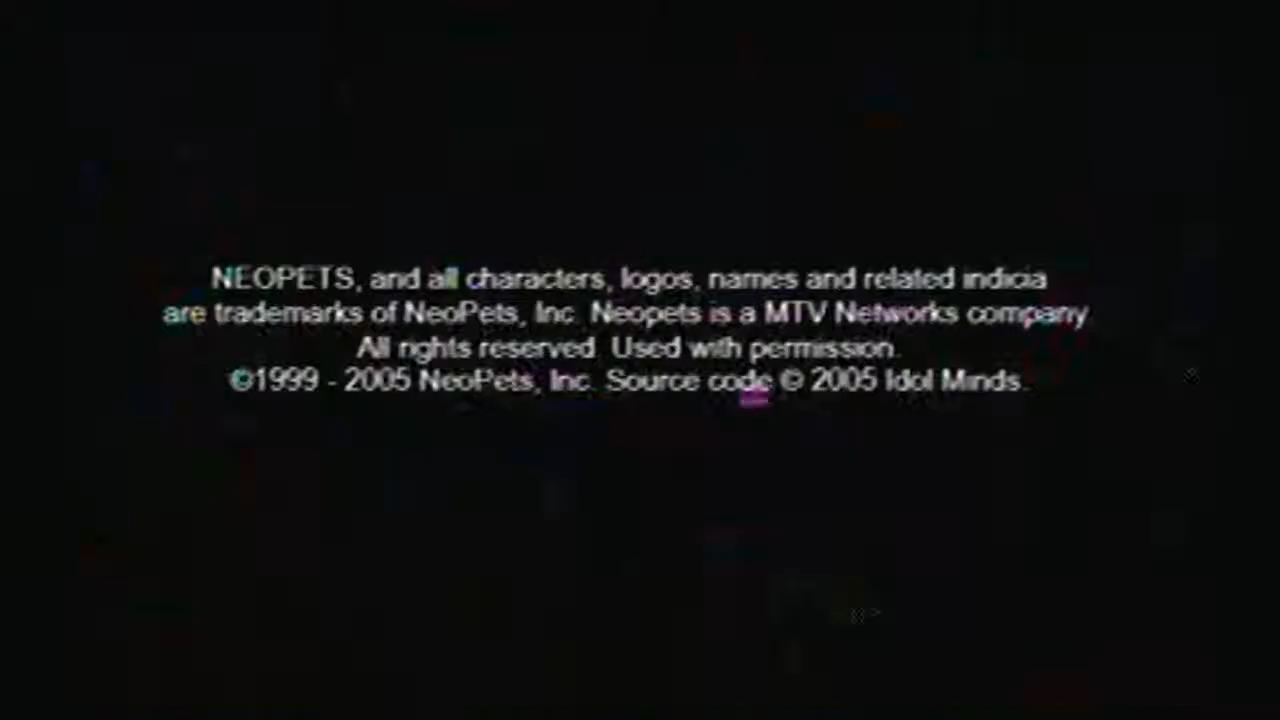 NEOPETS, and all characters, logos, names and related indicia
are trademarks of NeoPets, Inc. Neopets is a MTV Networks company.
All rights reserved. Used with permission.
©1999 - 2005 NeoPets, Inc. Source code © 2005 Idol Minds.